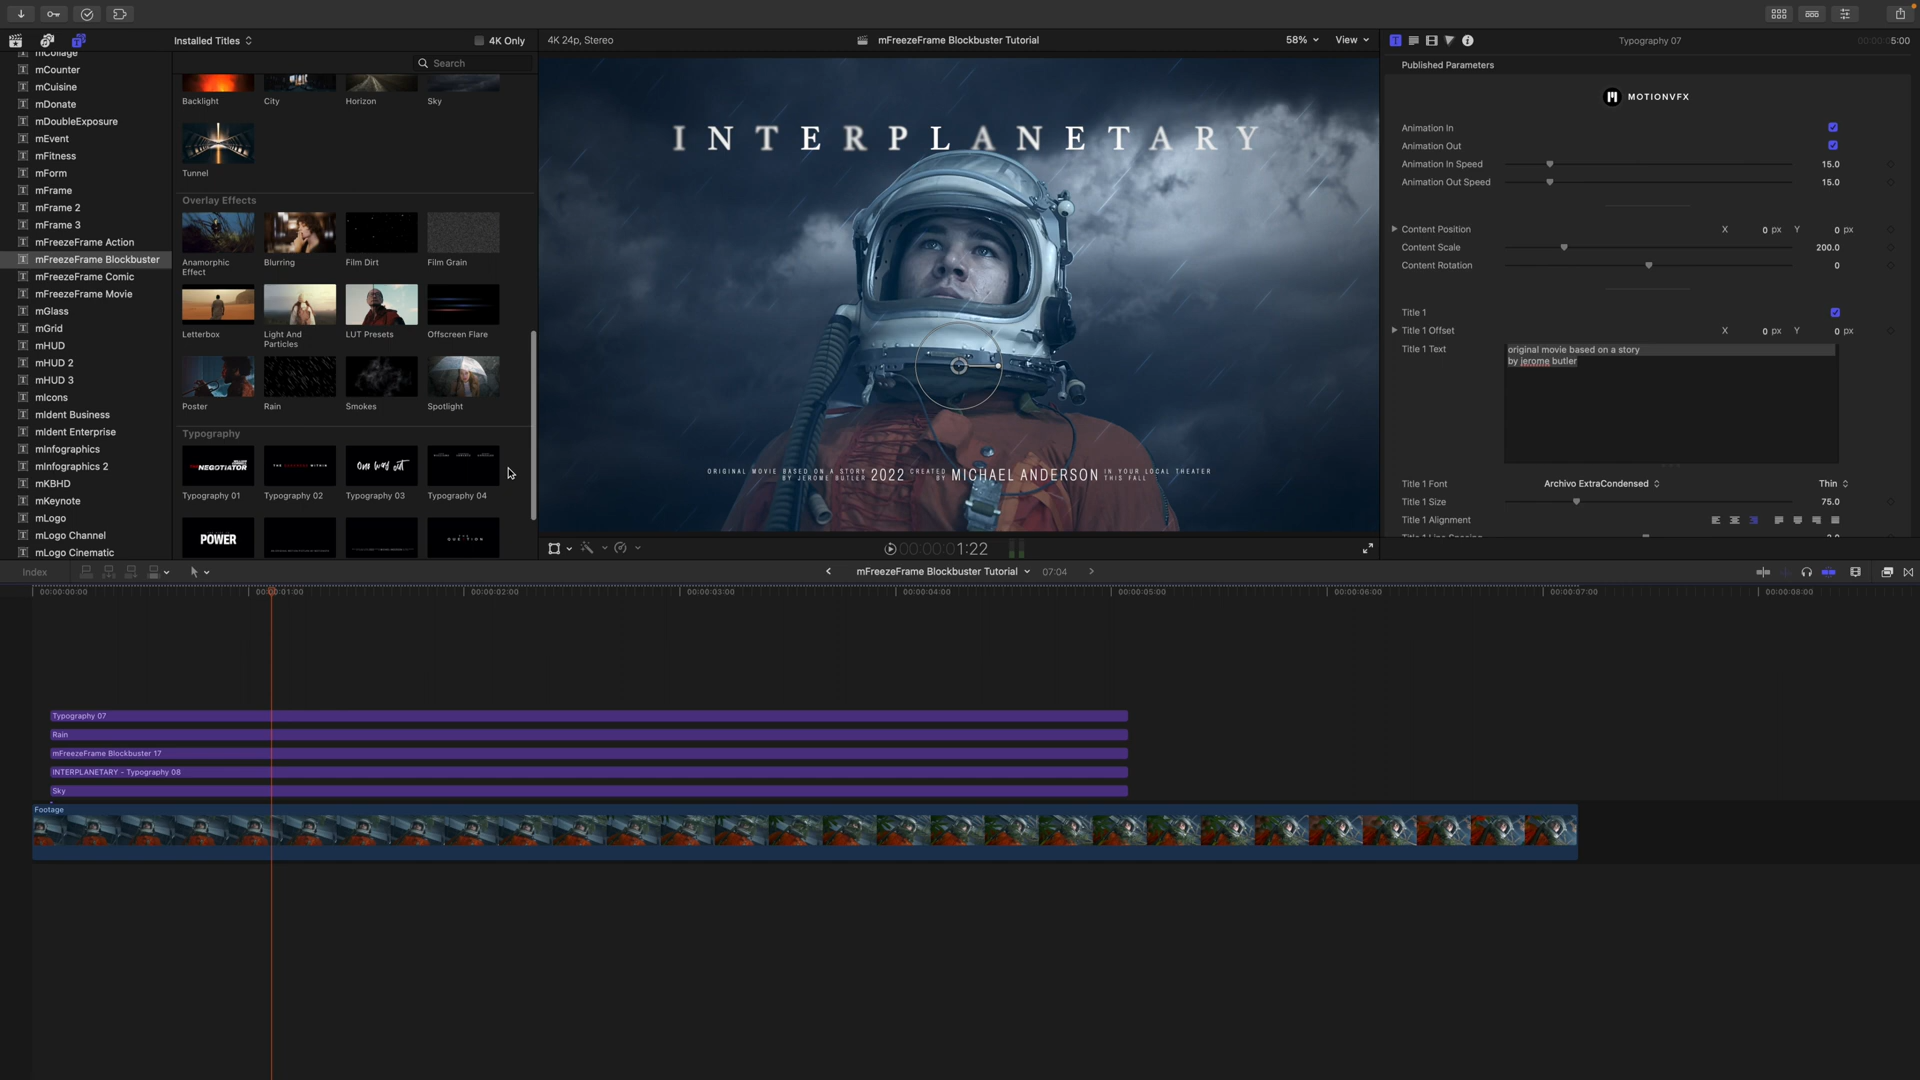 Installed Titles
4K Only
4K 24p, Stereo
mFreezeFrame Blockbuster Tutorial
58%
View
Typography 07
5:00
Search
Published Parameters
MOTIONVFX
mCollage
mCounter
mCuisine
mDonate
mDoubleExposure
mEvent
mFitness
mForm
mFrame
mFrame 2
mFrame 3
mFreezeFrame Action
mFreezeFrame Blockbuster
mFreezeFrame Comic
mFreezeFrame Movie
mGlass
mGrid
mHUD
mHUD 2
mHUD 3
mIcons
mIdent Business
mIdent Enterprise
mInfographics
mInfographics 2
mKBHD
mKeynote
mLogo
mLogo Channel
mLogo Cinematic
Backlight
City
Horizon
Sky
Tunnel
Overlay Effects
Anamorphic
Effect
Blurring
Film Dirt
Film Grain
Letterbox
Light And
Particles
LUT Presets
Offscreen Flare
Poster
Rain
Smokes
Spotlight
Typography
NEGOTIATOR
One way out
Typography 01
Typography 02
Typography 03
Typography 04
POWER
INTERPLANETARY
ORIGINAL MOVIE BASED ON A STORY
BY JEROME BUTLER
2022
CREATED
BY
MICHAEL ANDERSON
IN YOUR LOCAL THEATER
THIS FALL
Animation In
Animation Out
Animation In Speed
15.0
Animation Out Speed
15.0
Content Position
X
0 px
Y
0 px
Content Scale
200.0
Content Rotation
0
Title 1
Title 1 Offset
X
0 px
Y
0 px
Title 1 Text
original movie based on a story
by jerome butler
Title 1 Font
Archivo ExtraCondensed
Thin
Title 1 Size
75.0
Title 1 Alignment
00:00:00:01:22
Index
mFreezeFrame Blockbuster Tutorial
07:04
00:00:00:00
00:00:01:00
00:00:02:00
00:00:03:00
00:00:04:00
00:00:05:00
00:00:06:00
00:00:07:00
00:00:08:00
Typography 07
Rain
mFreezeFrame Blockbuster 17
INTERPLANETARY - Typography 08
Sky
Footage